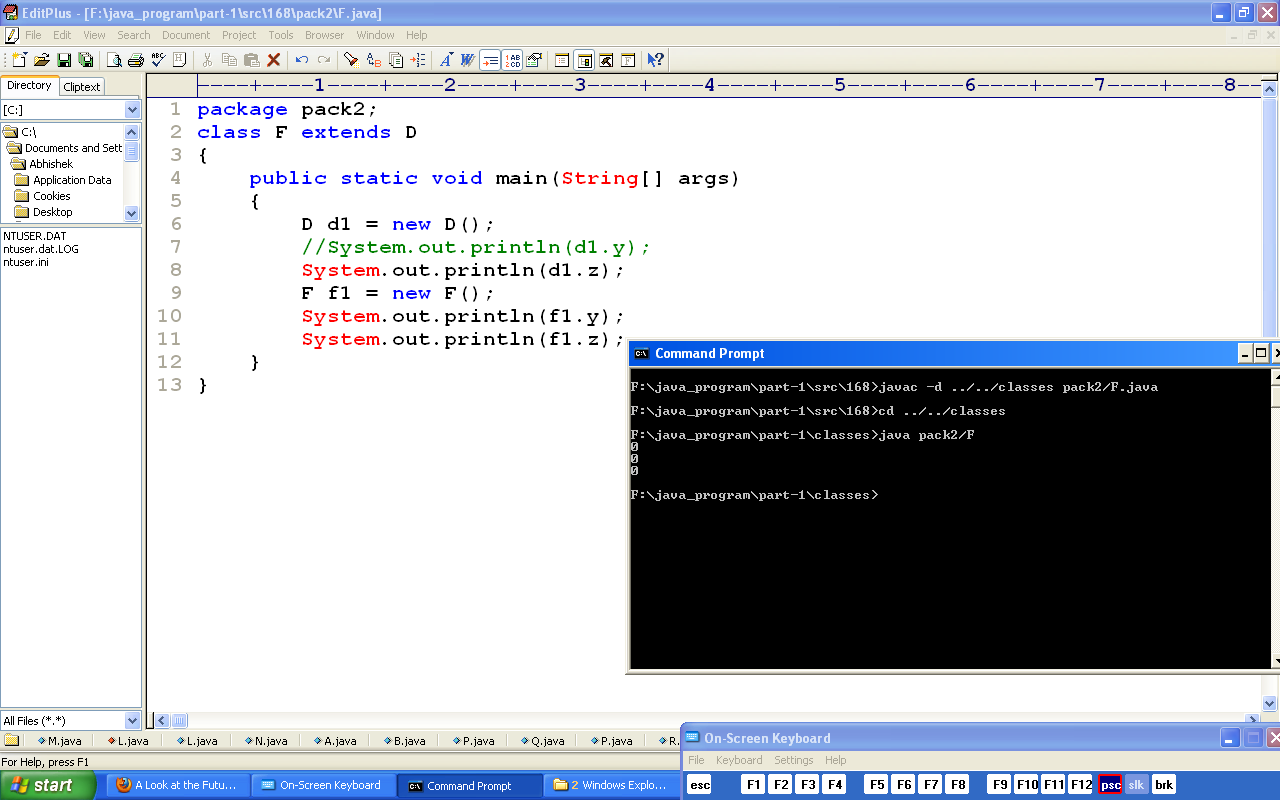 EditPlus - [F:\java_program\part-1\src\168\pack2\F.java]
File Edit View Search Document Project Tools Browser Window Help
Directory Cliptext
[C:]
C:\
Documents and Sett
Abhishek
Application Data
Cookies
Desktop
NTUSER.DAT
ntuser.dat.LOG
ntuser.ini
All Files (*.*)
----+----1----+----2----+----3----+----4----+----5----+----6----+----7----+----8--
1 package pack2;
2 class F extends D
3 {
4 public static void main(String[] args)
5 {
6 D d1 = new D();
7 //System.out.println(d1.y);
8 System.out.println(d1.z);
9 F f1 = new F();
10 System.out.println(f1.y);
11 System.out.println(f1.z);
12 }
13 }
Command Prompt
F:\java_program\part-1\src\168>javac -d ../../classes pack2/F.java
F:\java_program\part-1\src\168>cd ../../classes
F:\java_program\part-1\classes>java pack2/F
0
0
0
F:\java_program\part-1\classes>
M.java L.java L.java N.java A.java B.java P.java Q.java P.java R.
For Help, press F1
On-Screen Keyboard
File Keyboard Settings Help
esc F1 F2 F3 F4 F5 F6 F7 F8 F9 F10 F11 F12 psc slk brk
start A Look at the Futu... On-Screen Keyboard Command Prompt 2 Windows Explo...